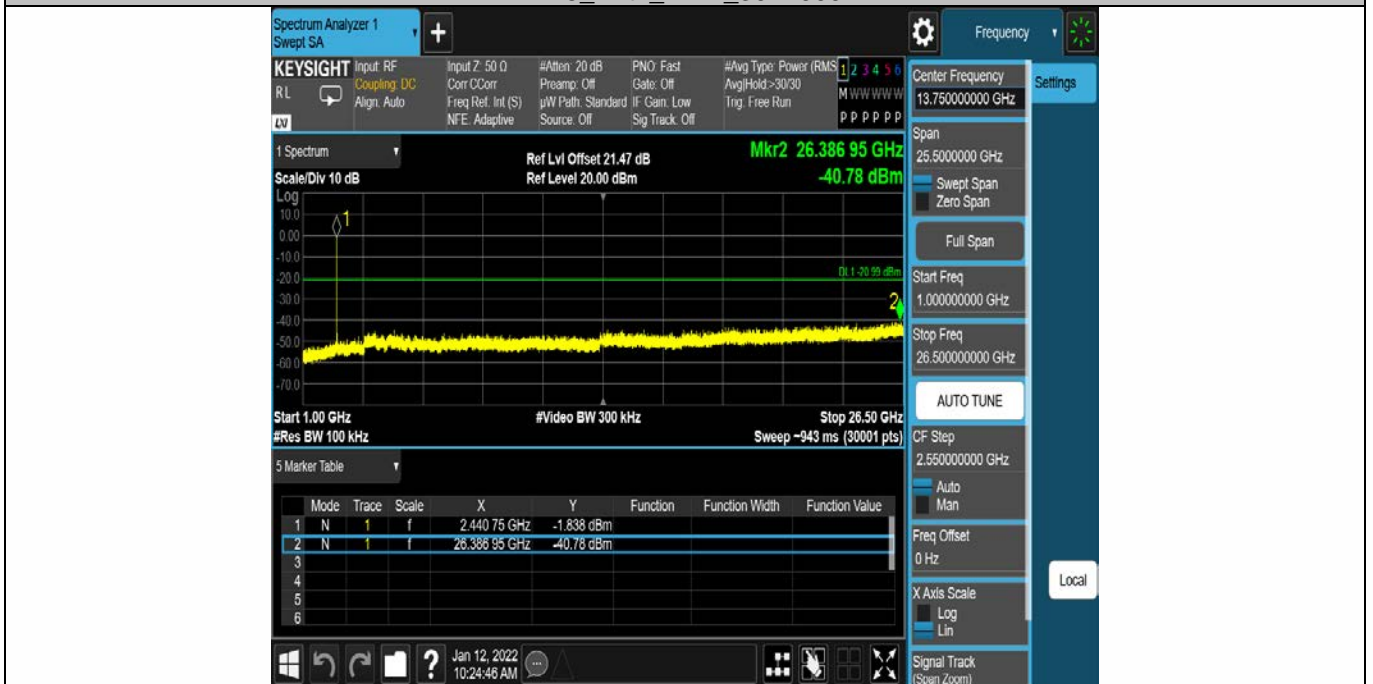 Spectrum Analyzer 1
Swept SA
+
Frequency
KEYSIGHT
RL
LXI
Input: RF
Coupling: DC
Align: Auto
Input Z: 50 Ω
Corr CCorr
Freq Ref: Int (S)
NFE: Adaptive
#Atten: 20 dB
Preamp: Off
µW Path: Standard
Source: Off
PNO: Fast
Gate: Off
IF Gain: Low
Sig Track: Off
#Avg Type: Power (RMS
Avg|Hold:>30/30
Trig: Free Run
1 2 3 4 5 6
M W W W W W
P P P P P P
1 Spectrum
Scale/Div 10 dB
Log
Ref Lvl Offset 21.47 dB
Ref Level 20.00 dBm
Mkr2 26.386 95 GHz
-40.78 dBm
10.0
0.00
-10.0
-20.0
-30.0
-40.0
-50.0
-60.0
-70.0
1
DL1 -20.99 dBm
2
Start 1.00 GHz
#Res BW 100 kHz
#Video BW 300 kHz
Stop 26.50 GHz
Sweep ~943 ms (30001 pts)
5 Marker Table
Mode Trace Scale X Y Function Function Width Function Value
1 N 1 f 2.440 75 GHz -1.838 dBm
2 N 1 f 26.386 95 GHz -40.78 dBm
3
4
5
6
?
Jan 12, 2022
10:24:46 AM
Center Frequency
13.750000000 GHz
Settings
Span
25.5000000 GHz
Swept Span
Zero Span
Full Span
Start Freq
1.000000000 GHz
Stop Freq
26.500000000 GHz
AUTO TUNE
CF Step
2.550000000 GHz
Auto
Man
Freq Offset
0 Hz
X Axis Scale
Log
Lin
Local
Signal Track
(Span Zoom)